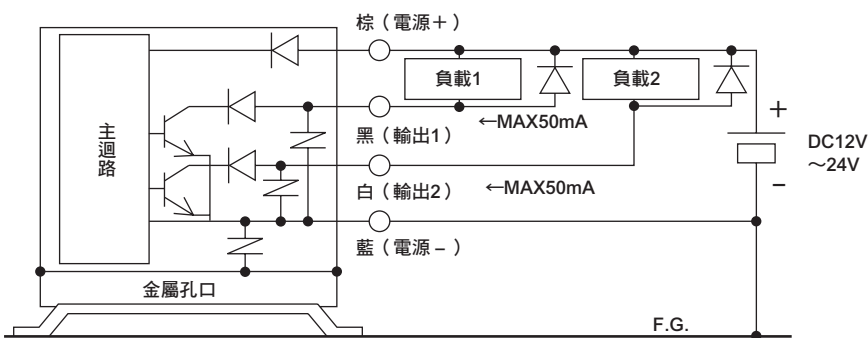 棕（電源＋）
負載1
負載2
主迴路
←MAX50mA
黑（輸出1）
＋
DC12V
～24V
白（輸出2）
←MAX50mA
−
藍（電源－）
金屬孔口
F.G.